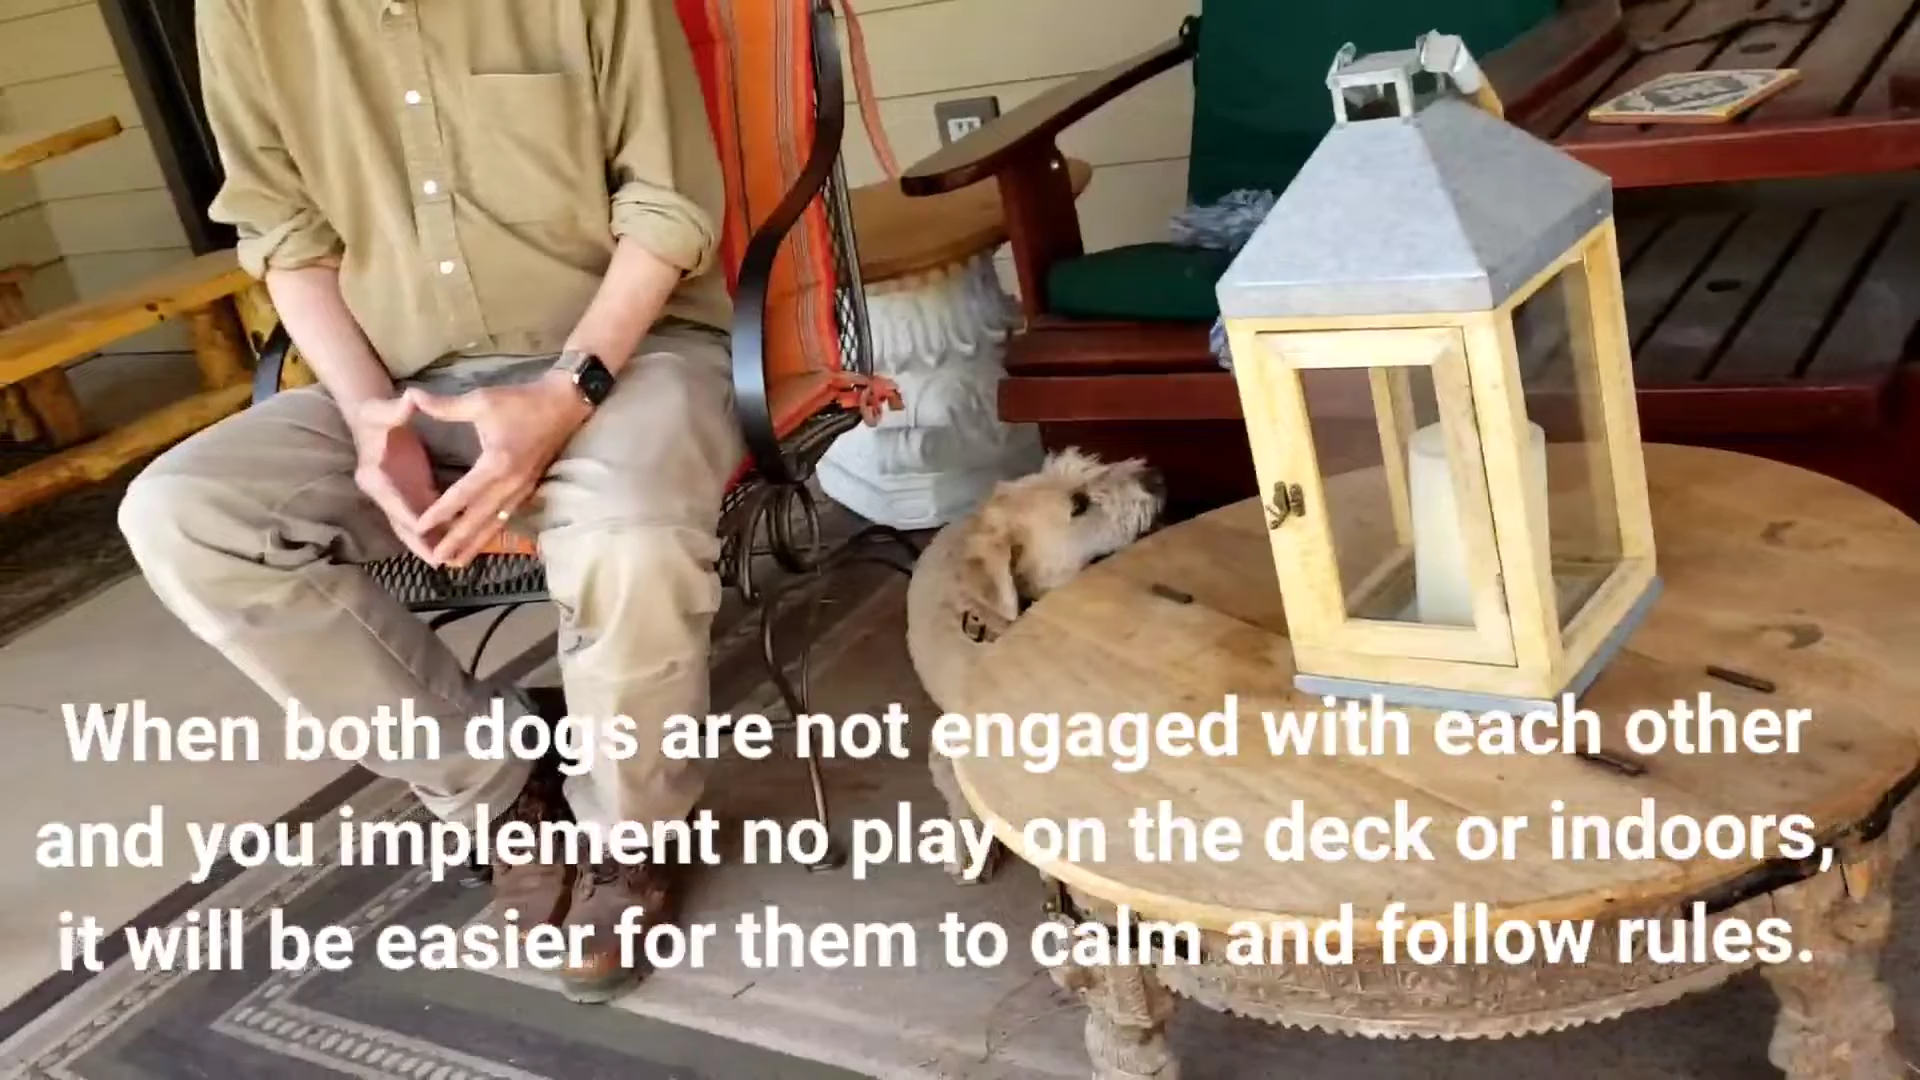 When both dogs are not engaged with each other
and you implement no play on the deck or indoors,
it will be easier for them to calm and follow rules.